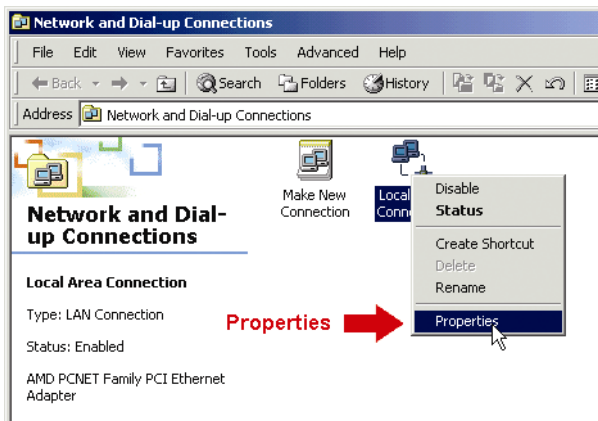 Network and Dial-up Connections
File Edit View Favorites Tools Advanced Help
Back Search Folders History
Address Network and Dial-up Connections
Make New Connection
Local
Conn
Network and Dial-up Connections
Local Area Connection
Type: LAN Connection
Status: Enabled
AMD PCNET Family PCI Ethernet Adapter
Disable
Status
Create Shortcut
Delete
Rename
Properties
Properties